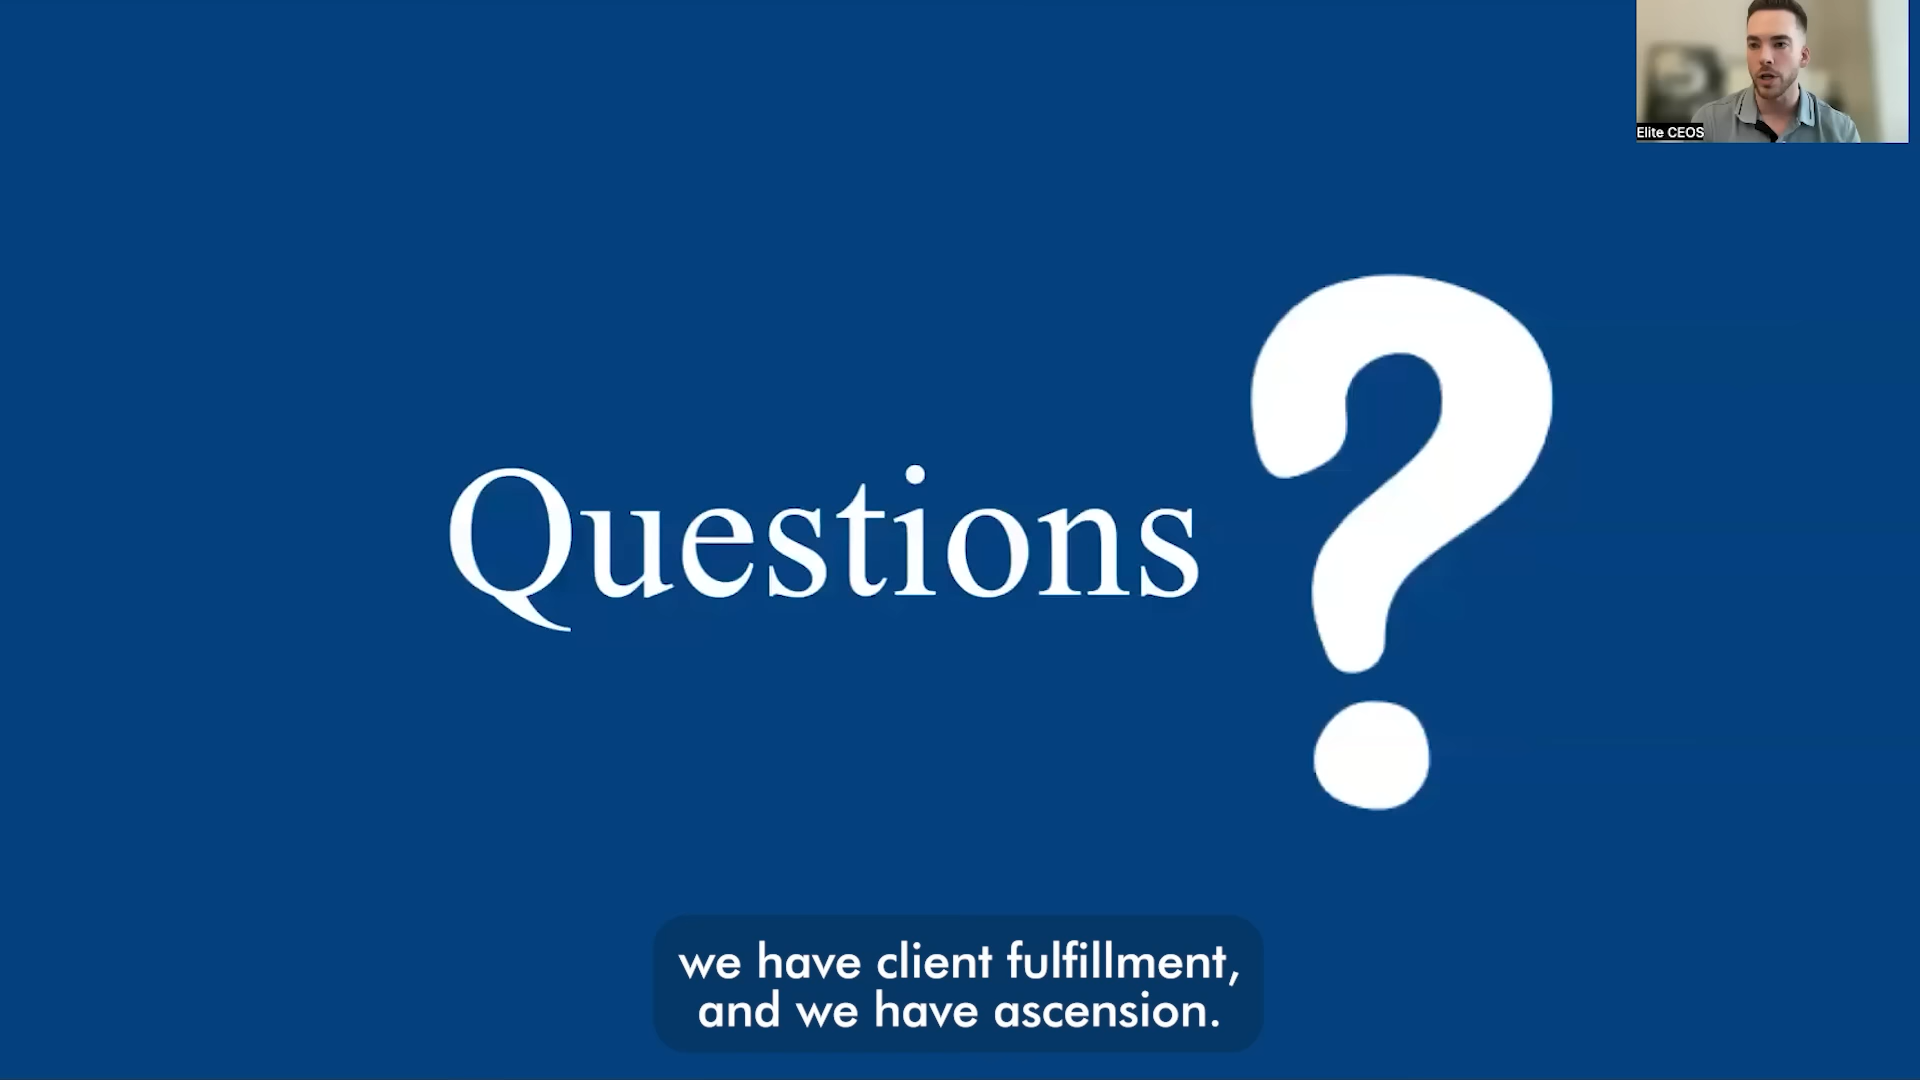 Elite CEOS
Questions ?
we have client fulfillment,
and we have ascension.